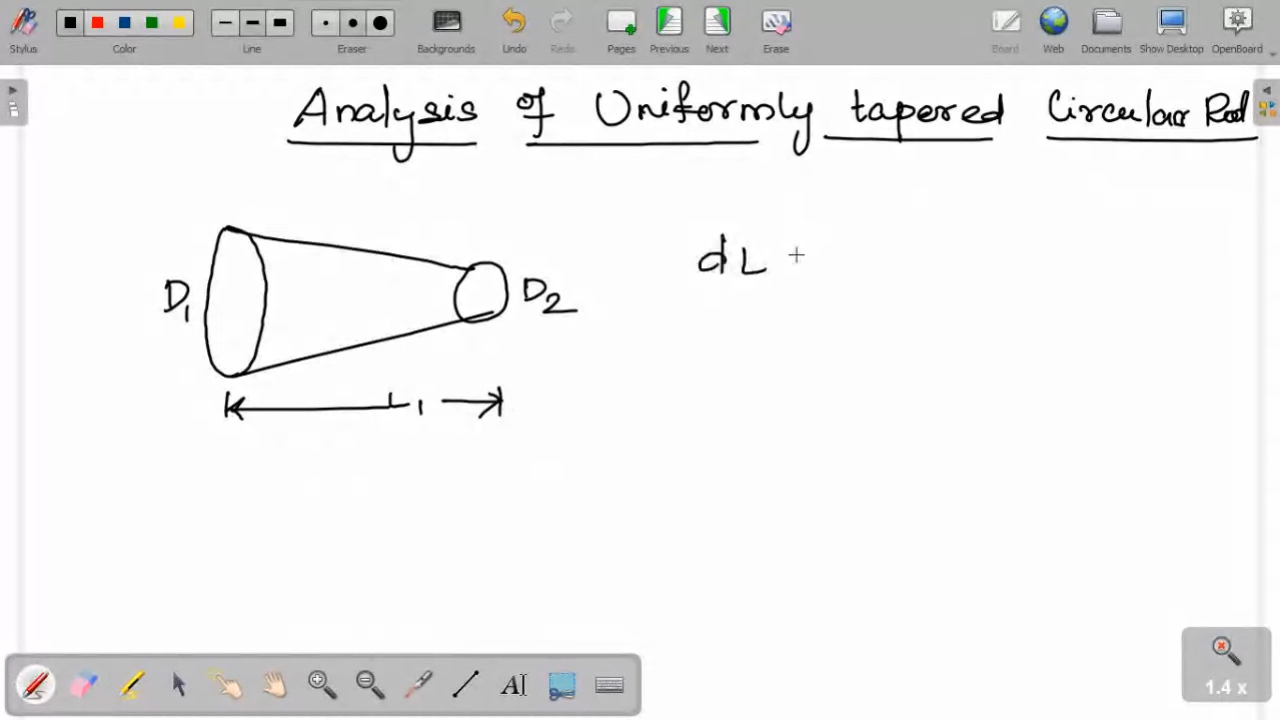 Stylus Color Line Eraser Backgrounds Undo Redo Pages Previous Next Erase Board Web Documents Show Desktop OpenBoard
Analysis of Uniformly tapered Circular Rod
D1
D2
L1
dL
1.4 x